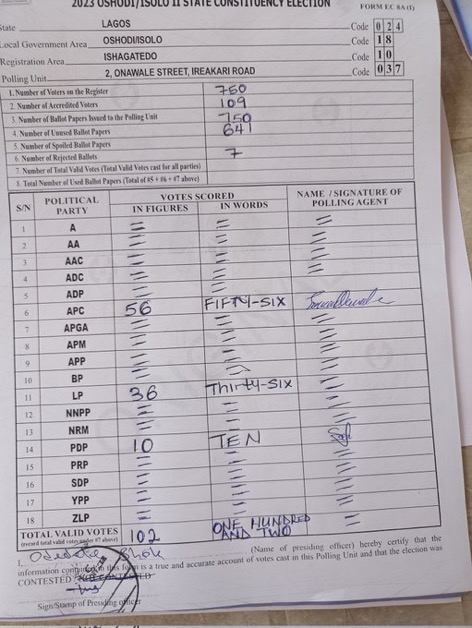 2023 OSHODI/ISOLO II STATE CONSTITUENCY ELECTION
FORM EC 8A (I)
State LAGOS Code 0 2 4
Local Government Area OSHODI/ISOLO Code 1 8
Registration Area ISHAGATEDO Code 1 0
Polling Unit 2, ONAWALE STREET, IREAKARI ROAD Code 0 3 7
1. Number of Voters on the Register 750
2. Number of Accredited Voters 109
3. Number of Ballot Papers Issued to the Polling Unit 750
4. Number of Unused Ballot Papers 641
5. Number of Spoiled Ballot Papers
6. Number of Rejected Ballots 7
7. Number of Total Valid Votes (Total Valid Votes cast for all parties)
8. Total Number of Used Ballot Papers (Total of #5 + #6 + #7 above)
S/N POLITICAL PARTY VOTES SCORED NAME / SIGNATURE OF POLLING AGENT
IN FIGURES IN WORDS
1 A = = =
2 AA = = =
3 AAC = = =
4 ADC = = =
5 ADP = = =
6 APC 56 FIFTY-SIX
7 APGA = = =
8 APM = = =
9 APP = = =
10 BP = = =
11 LP 36 Thirty-SIX =
12 NNPP = = =
13 NRM = = =
14 PDP 10 TEN
15 PRP = = =
16 SDP = = =
17 YPP = = =
18 ZLP = = =
TOTAL VALID VOTES 102 ONE HUNDRED AND TWO =
(record total valid votes under #7 above)
I, (Name of presiding officer) hereby certify that the
information contained in this form is a true and accurate account of votes cast in this Polling Unit and that the election was
CONTESTED / NOT CONTESTED
Sign/Stamp of Presiding officer